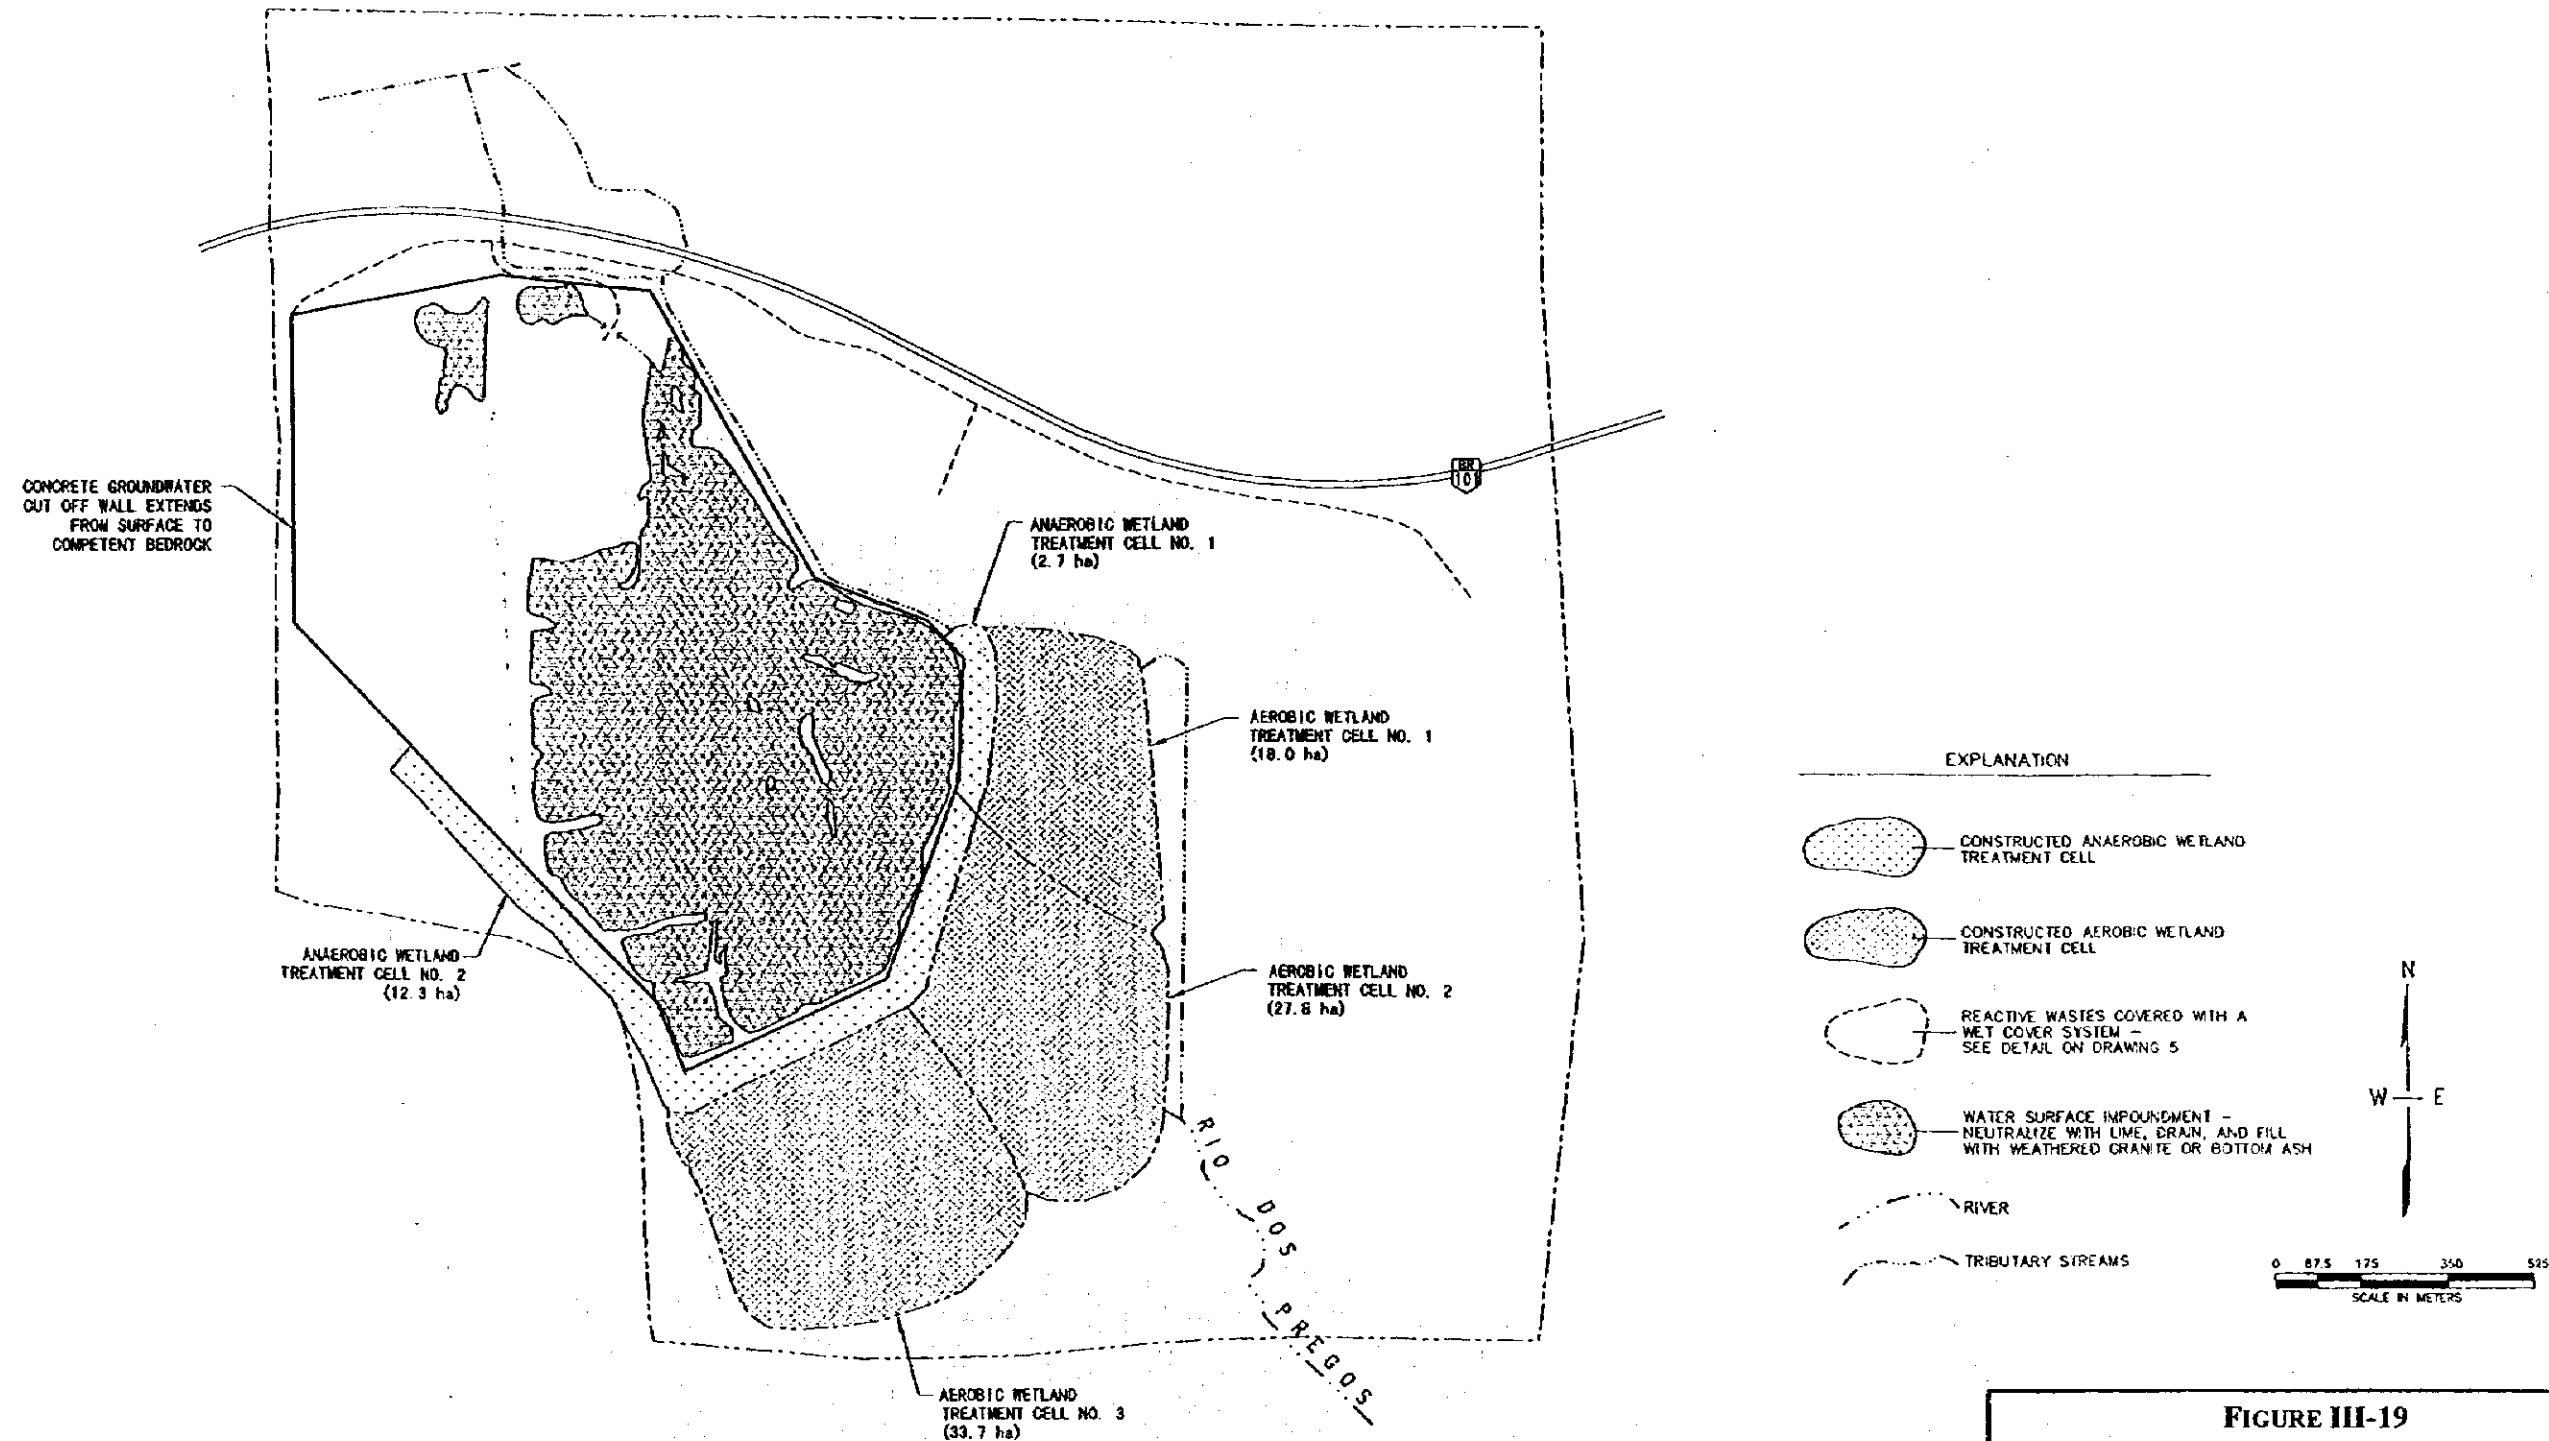 CONCRETE GROUNDWATER
CUT OFF WALL EXTENDS
FROM SURFACE TO
COMPETENT BEDROCK
BR
101
ANAEROBIC WETLAND
TREATMENT CELL NO. 1
(2.7 ha)
AEROBIC WETLAND
TREATMENT CELL NO. 1
(18.0 ha)
ANAEROBIC WETLAND
TREATMENT CELL NO. 2
(12.3 ha)
AEROBIC WETLAND
TREATMENT CELL NO. 2
(27.8 ha)
AEROBIC WETLAND
TREATMENT CELL NO. 3
(33.7 ha)
RIO DOS PREGOS
EXPLANATION
CONSTRUCTED ANAEROBIC WETLAND
TREATMENT CELL
CONSTRUCTED AEROBIC WETLAND
TREATMENT CELL
REACTIVE WASTES COVERED WITH A
WET COVER SYSTEM –
SEE DETAIL ON DRAWING 5
WATER SURFACE IMPOUNDMENT –
NEUTRALIZE WITH LIME, DRAIN, AND FILL
WITH WEATHERED GRANITE OR BOTTOM ASH
RIVER
TRIBUTARY STREAMS
N
W E
0 87.5 175 350 525
SCALE IN METERS
FIGURE III-19